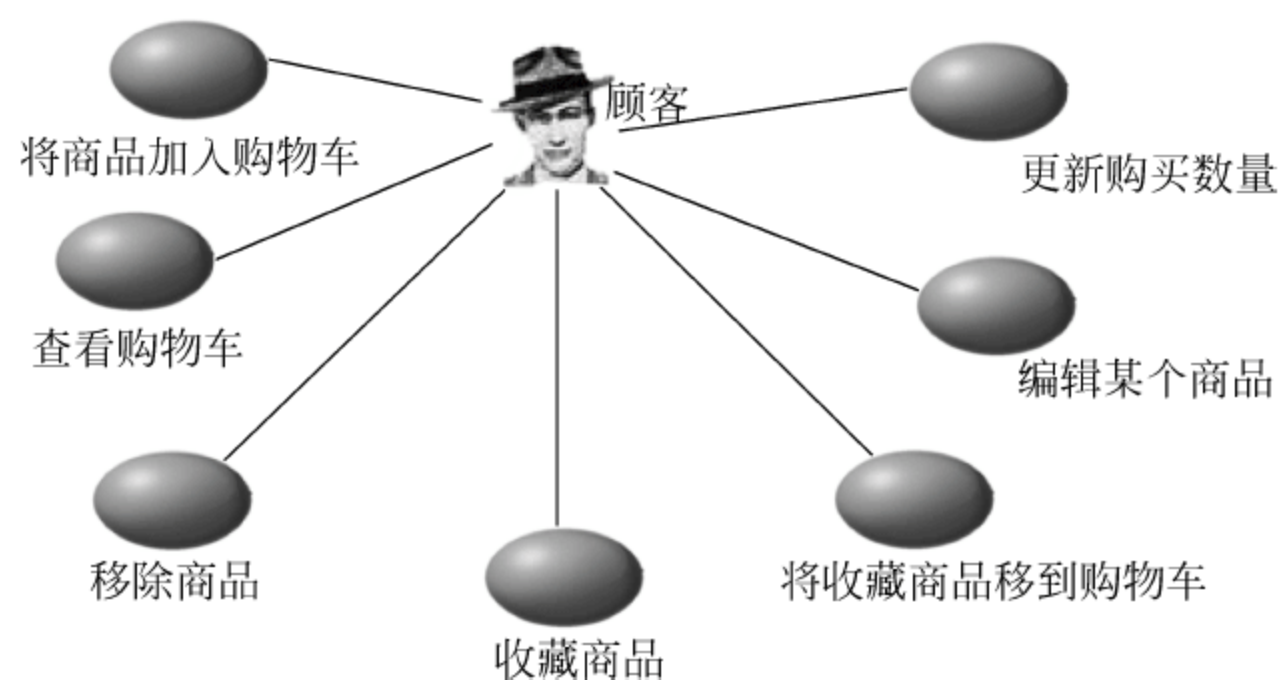 顾客
将商品加入购物车
更新购买数量
查看购物车
编辑某个商品
移除商品
将收藏商品移到购物车
收藏商品